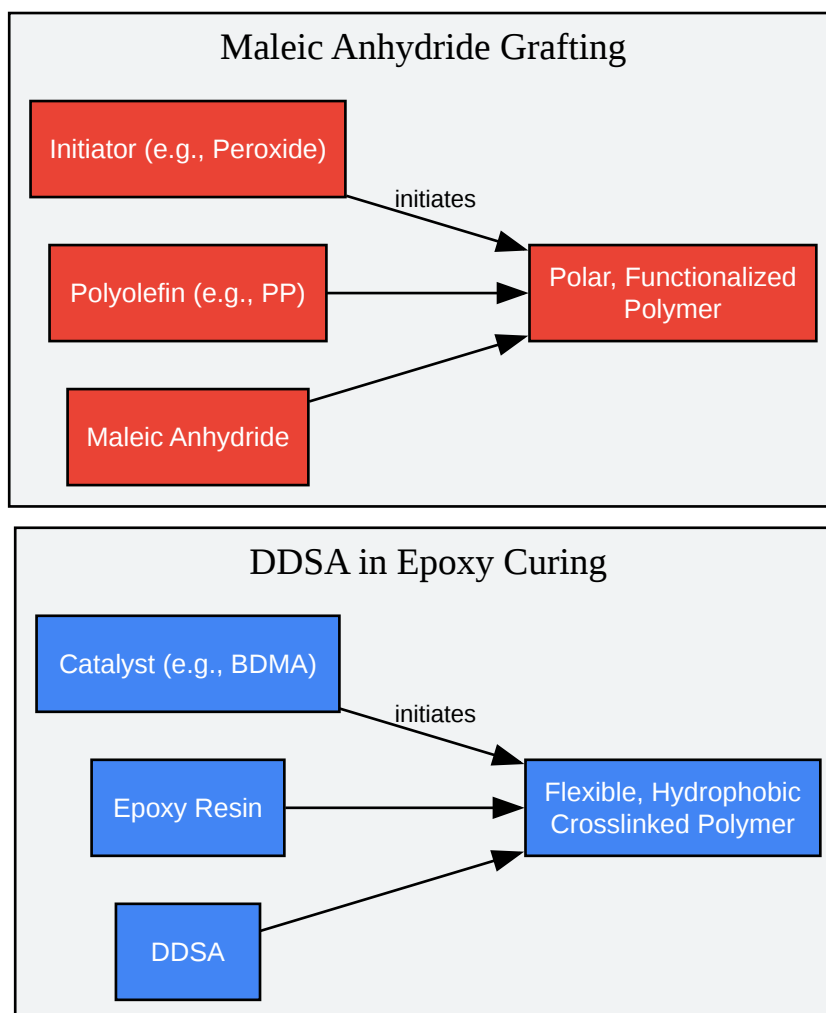 Maleic Anhydride Grafting
Initiator (e.g., Peroxide)
initiates
Polyolefin (e.g., PP)
Polar, Functionalized
Polymer
Maleic Anhydride
DDSA in Epoxy Curing
Catalyst (e.g., BDMA)
initiates
Epoxy Resin
Flexible, Hydrophobic
Crosslinked Polymer
DDSA